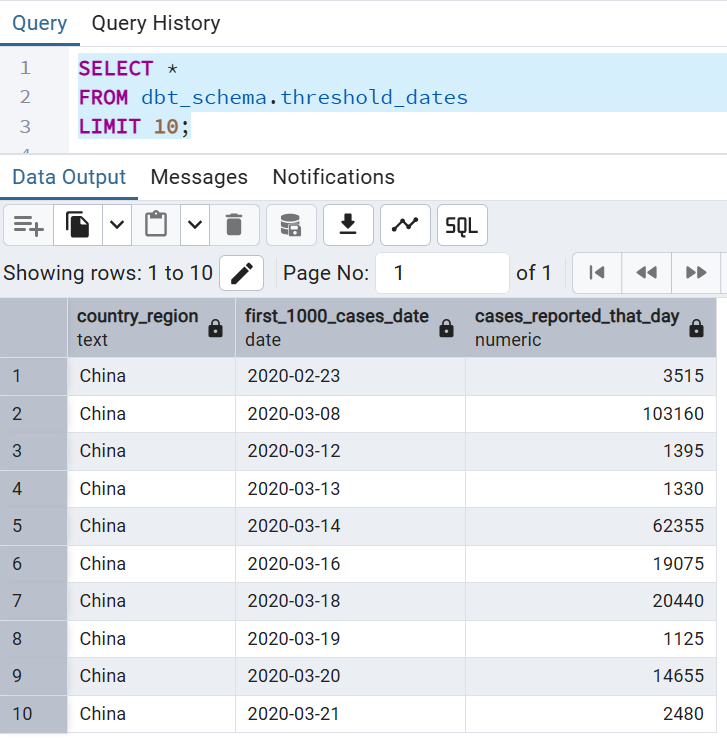 Query Query History
1 SELECT *
2 FROM dbt_schema.threshold_dates
3 LIMIT 10;
Data Output Messages Notifications
SQL
Showing rows: 1 to 10 Page No: 1 of 1
country_region first_1000_cases_date cases_reported_that_day
text date numeric
1 China 2020-02-23 3515
2 China 2020-03-08 103160
3 China 2020-03-12 1395
4 China 2020-03-13 1330
5 China 2020-03-14 62355
6 China 2020-03-16 19075
7 China 2020-03-18 20440
8 China 2020-03-19 1125
9 China 2020-03-20 14655
10 China 2020-03-21 2480